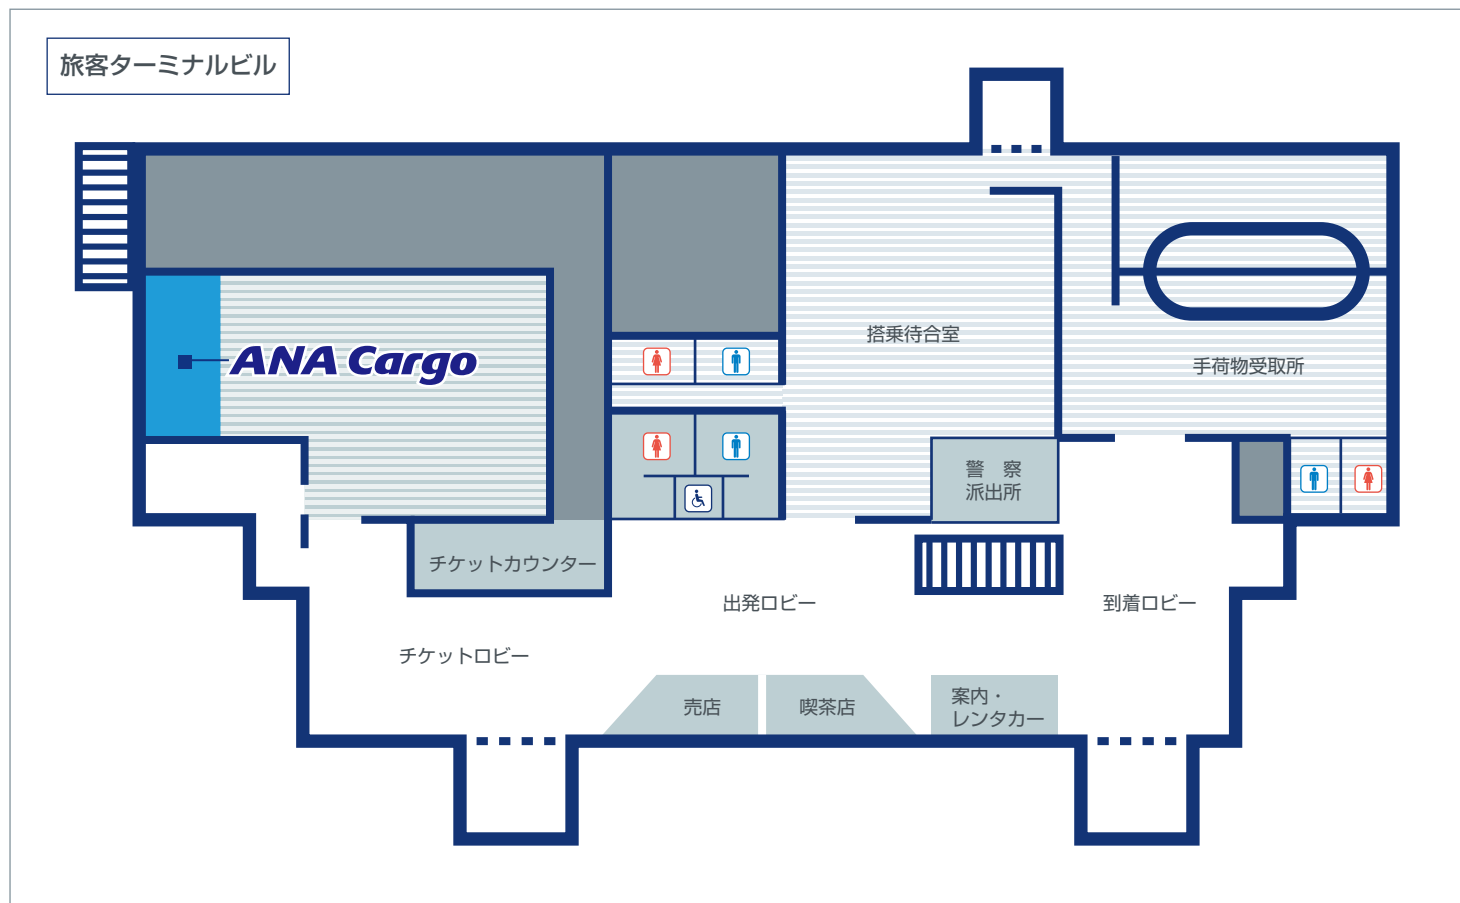 旅客ターミナルビル
ANA Cargo
搭乗待合室
手荷物受取所
警　察
派出所
チケットカウンター
出発ロビー
到着ロビー
チケットロビー
売店
喫茶店
案内・
レンタカー